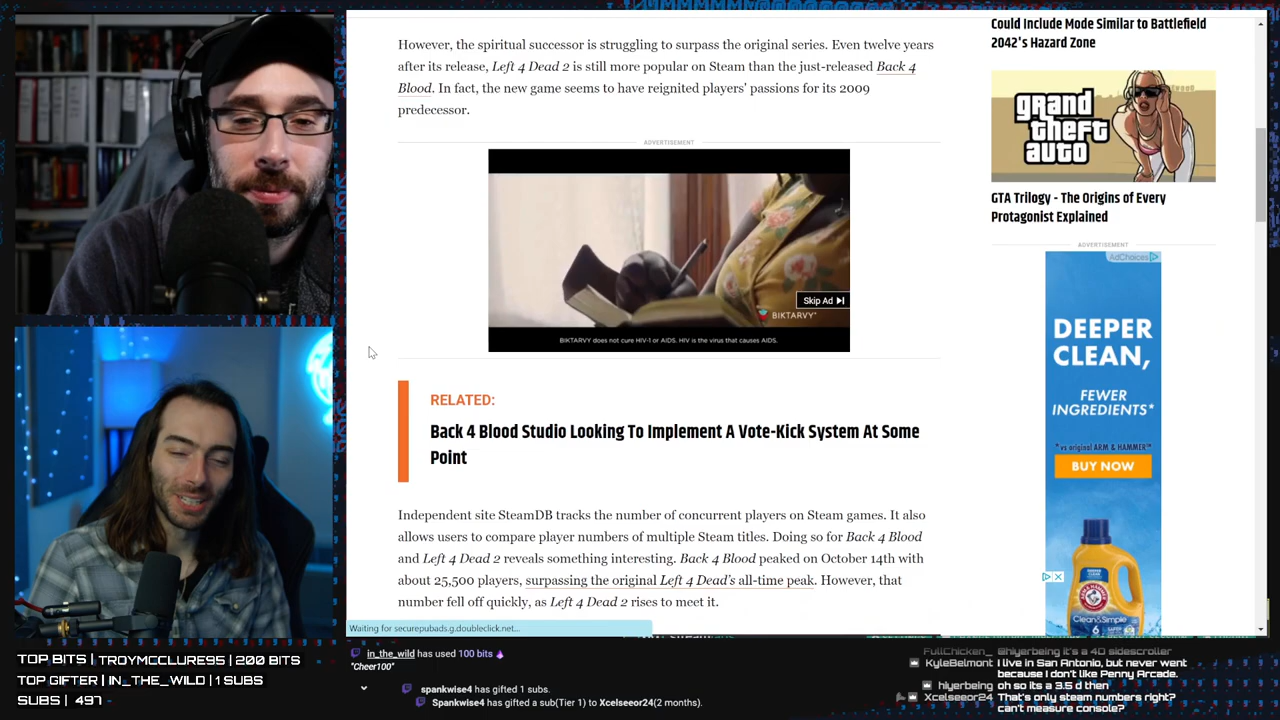 However, the spiritual successor is struggling to surpass the original series. Even twelve years
after its release, Left 4 Dead 2 is still more popular on Steam than the just-released Back 4
Blood. In fact, the new game seems to have reignited players' passions for its 2009
predecessor.
ADVERTISEMENT
Skip Ad
BIKTARVY
BIKTARVY does not cure HIV-1 or AIDS. HIV is the virus that causes AIDS.
RELATED:
Back 4 Blood Studio Looking To Implement A Vote-Kick System At Some
Point
Independent site SteamDB tracks the number of concurrent players on Steam games. It also
allows users to compare player numbers of multiple Steam titles. Doing so for Back 4 Blood
and Left 4 Dead 2 reveals something interesting. Back 4 Blood peaked on October 14th with
about 25,500 players, surpassing the original Left 4 Dead's all-time peak. However, that
number fell off quickly, as Left 4 Dead 2 rises to meet it.
Waiting for securepubads.g.doubleclick.net...
Could Include Mode Similar to Battlefield
2042's Hazard Zone
grand
theft
auto
GTA Trilogy - The Origins of Every
Protagonist Explained
ADVERTISEMENT
AdChoices
DEEPER
CLEAN,
FEWER
INGREDIENTS*
*vs original ARM & HAMMER™
BUY NOW
ARM & HAMMER
Clean&Simple
6
TOP BITS | TROYMCCLURE95 | 200 BITS
TOP GIFTER | IN_THE_WILD | 1 SUBS
SUBS | 497
in_the_wild has used 100 bits
"Cheer100"
spankwise4 has gifted 1 subs.
Spankwise4 has gifted a sub(Tier 1) to Xcelseeor24(2 months).
FullChicken_ @hiyerbeing it's a 4D sidescroller
KyleBelmont I live in San Antonio, but never went
because I don't like Penny Arcade.
hiyerbeing oh so its a 3.5 d then
Xcelseeor24 That's only steam numbers right?
can't measure console?